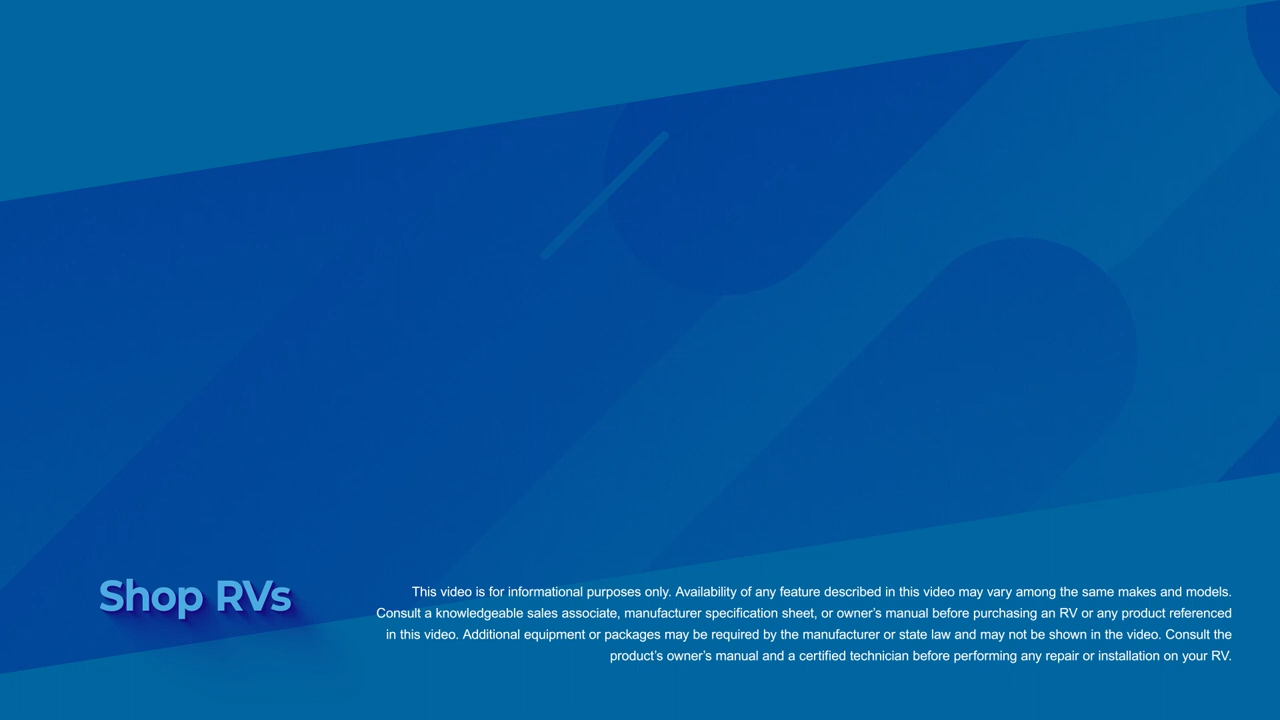 Shop RVs
This video is for informational purposes only. Availability of any feature described in this video may vary among the same makes and models.
Consult a knowledgeable sales associate, manufacturer specification sheet, or owner’s manual before purchasing an RV or any product referenced
in this video. Additional equipment or packages may be required by the manufacturer or state law and may not be shown in the video. Consult the
product’s owner’s manual and a certified technician before performing any repair or installation on your RV.